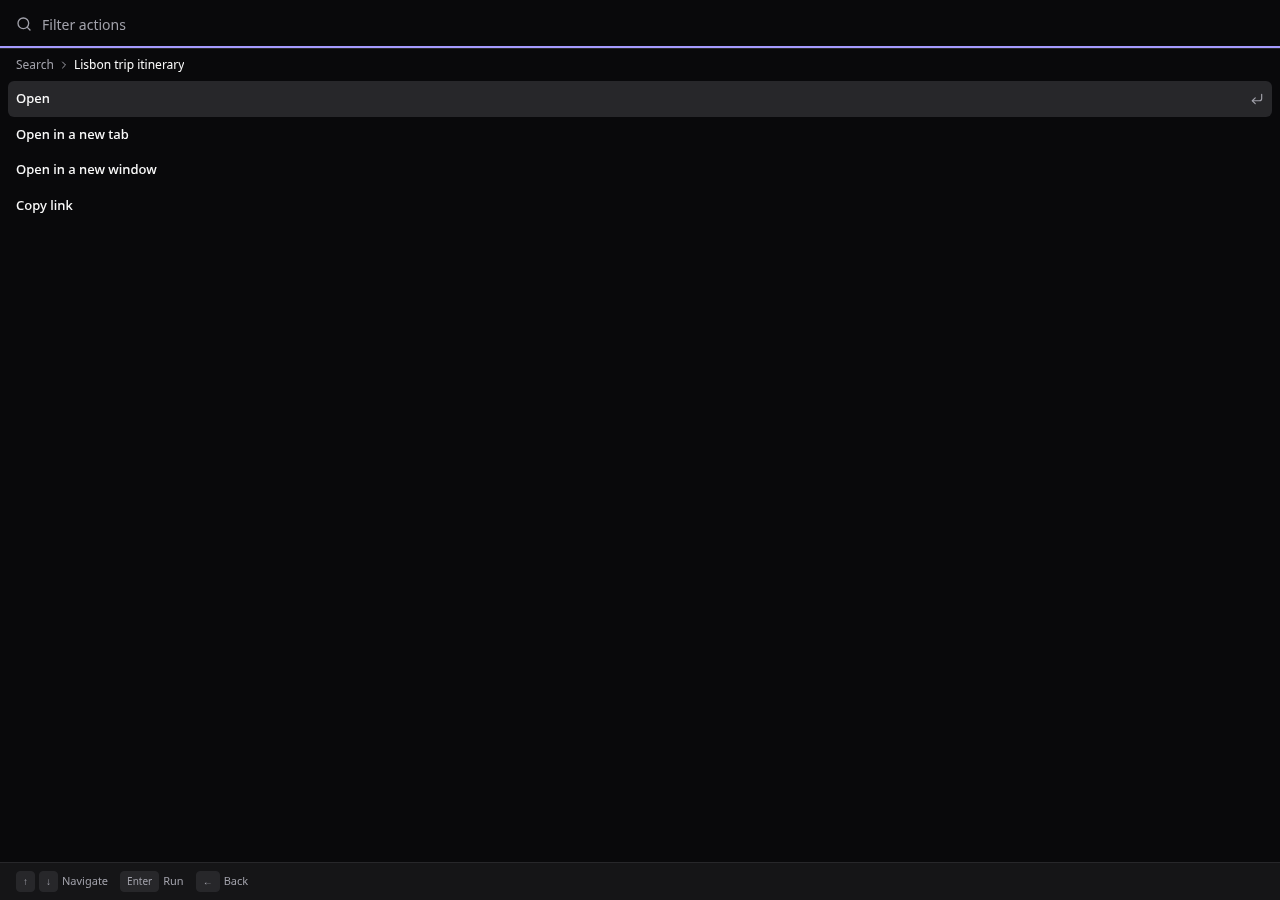 Filter actions
Search > Lisbon trip itinerary
Open
Open in a new tab
Open in a new window
Copy link
↑ ↓ Navigate Enter Run ← Back